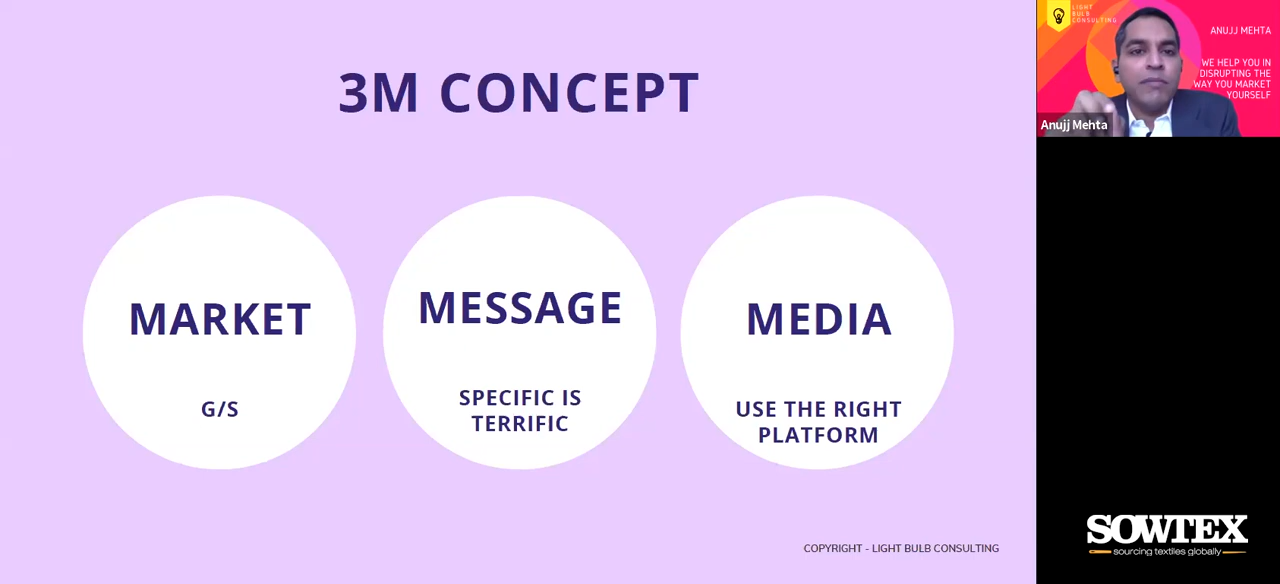 3M CONCEPT
MARKET
G/S
MESSAGE
SPECIFIC IS
TERRIFIC
MEDIA
USE THE RIGHT
PLATFORM
COPYRIGHT - LIGHT BULB CONSULTING
LIGHT
BULB
CONSULTING
ANUJJ MEHTA
WE HELP YOU IN
DISRUPTING THE
WAY YOU MARKET
YOURSELF
Anujj Mehta
SOWTEX
sourcing textiles globally